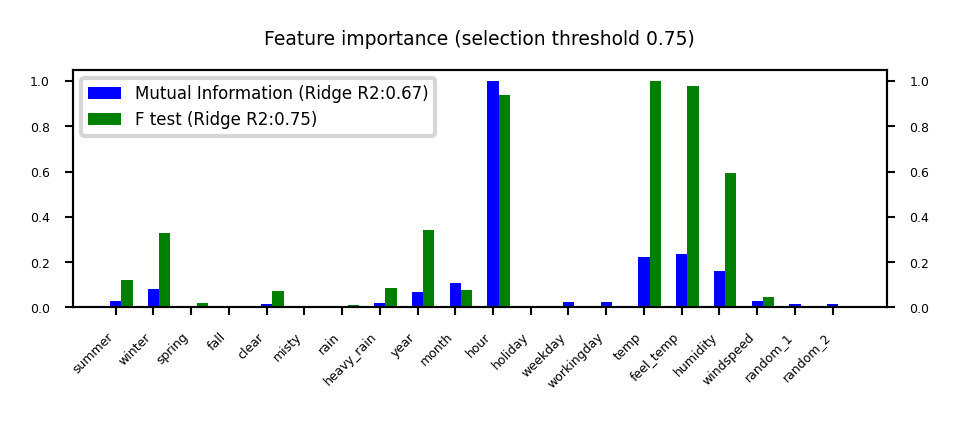 Feature importance (selection threshold 0.75)
Mutual Information (Ridge R2:0.67)
F test (Ridge R2:0.75)
1.0
0.8
0.6
0.4
0.2
0.0
1.0
0.8
0.6
0.4
0.2
0.0
summer
winter
spring
fall
clear
misty
rain
heavy_rain
year
month
hour
holiday
weekday
workingday
temp
feel_temp
humidity
windspeed
random_1
random_2